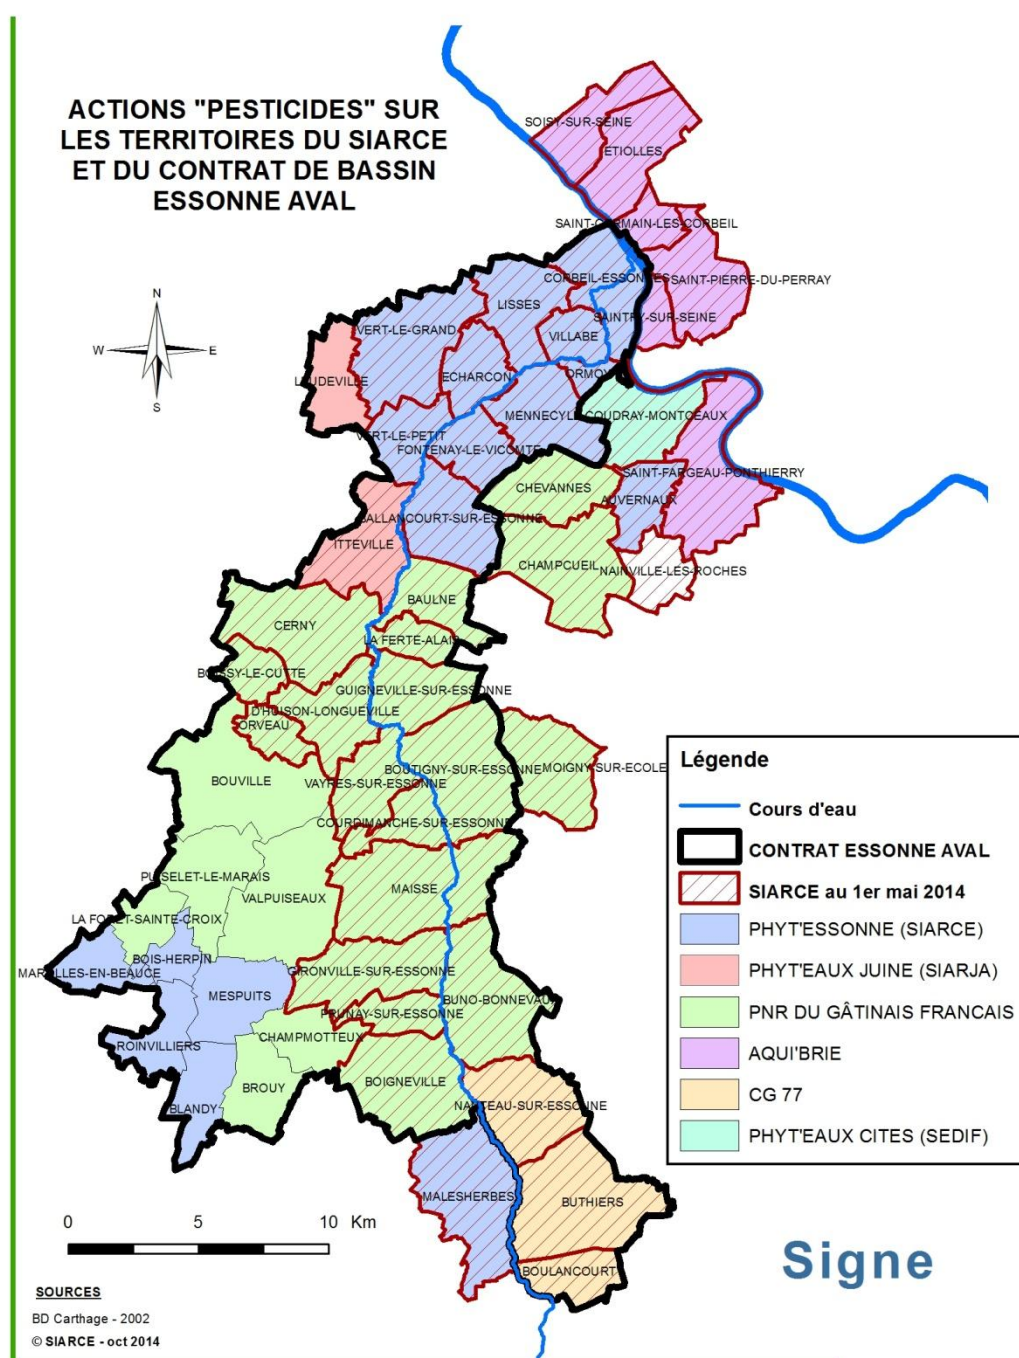 ACTIONS "PESTICIDES" SUR
LES TERRITOIRES DU SIARCE
ET DU CONTRAT DE BASSIN
ESSONNE AVAL
N
W
E
S
SOISY-SUR-SEINE
ETIOLLES
SAINT-GERMAIN-LES-CORBEIL
CORBEIL-ESSONNES
SAINT-PIERRE-DU-PERRAY
LISSES
SAINTRY-SUR-SEINE
VERT-LE-GRAND
VILLABE
LEUDEVILLE
ECHARCON
ORMOY
MENNECY
LE COUDRAY-MONTCEAUX
VERT-LE-PETIT
FONTENAY-LE-VICOMTE
SAINT-FARGEAU-PONTHIERRY
CHEVANNES
AUVERNAUX
BALLANCOURT-SUR-ESSONNE
ITTEVILLE
CHAMPCUEIL
NAINVILLE-LES-ROCHES
BAULNE
CERNY
LA FERTE-ALAIS
BOISSY-LE-CUTTE
GUIGNEVILLE-SUR-ESSONNE
D'HUISON-LONGUEVILLE
ORVEAU
BOUTIGNY-SUR-ESSONNE
MOIGNY-SUR-ECOLE
BOUVILLE
VAYRES-SUR-ESSONNE
COURDIMANCHE-SUR-ESSONNE
PUISELET-LE-MARAIS
MAISSE
VALPUISEAUX
LA FORET-SAINTE-CROIX
BOIS-HERPIN
MAROLLES-EN-BEAUCE
GIRONVILLE-SUR-ESSONNE
MESPUITS
BUNO-BONNEVAUX
PRUNAY-SUR-ESSONNE
CHAMPMOTTEUX
ROINVILLIERS
BROUY
BOIGNEVILLE
BLANDY
NANTEAU-SUR-ESSONNE
MALESHERBES
BUTHIERS
BOULANCOURT
Légende
Cours d'eau
CONTRAT ESSONNE AVAL
SIARCE au 1er mai 2014
PHYT'ESSONNE (SIARCE)
PHYT'EAUX JUINE (SIARJA)
PNR DU GÂTINAIS FRANCAIS
AQUI'BRIE
CG 77
PHYT'EAUX CITES (SEDIF)
0 5 10 Km
SOURCES
BD Carthage - 2002
© SIARCE - oct 2014
Signe